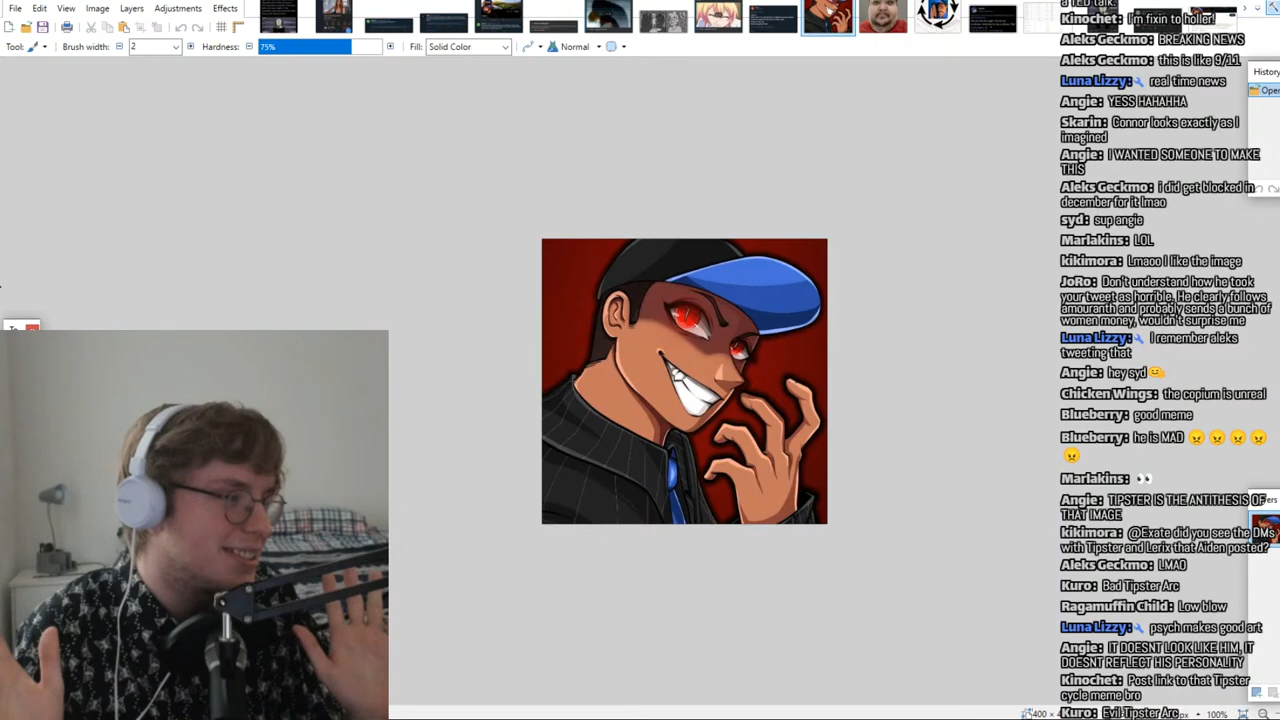 Edit View Image Layers Adjustments Effects
Tool: Brush width: 2 Hardness: 75% Fill: Solid Color Normal
a TED talk.
Kinochet: I'm fixin to holler!
Aleks Geckmo: BREAKING NEWS
Aleks Geckmo: this is like 9/11
Luna Lizzy: real time news
Angie: YESS HAHAHHA
Skarin: Connor looks exactly as I
imagined
Angie: I WANTED SOMEONE TO MAKE
THIS
Aleks Geckmo: i did get blocked in
december for it lmao
syd: sup angie
Marlakins: LOL
kikimora: Lmaoo I like the image
JoRo: Don't understand how he took
your tweet as horrible. He clearly follows
amouranth and probably sends a bunch of
women money, wouldn't surprise me
Luna Lizzy: I remember aleks
tweeting that
Angie: hey syd
Chicken Wings: the copium is unreal
Blueberry: good meme
Blueberry: he is MAD 😠 😠 😠 😠
😠
Marlakins: 👀
Angie: TIPSTER IS THE ANTITHESIS OF
THAT IMAGE
kikimora: @Exate did you see the DMs
with Tipster and Lerix that Aiden posted?
Aleks Geckmo: LMAO
Kuro: Bad Tipster Arc
Ragamuffin Child: Low blow
Luna Lizzy: psych makes good art
Angie: IT DOESNT LOOK LIKE HIM, IT
DOESNT REFLECT HIS PERSONALITY
Kinochet: Post link to that Tipster
cycle meme bro
Kuro: Evil Tipster Arc
History
Open
400 px 100%